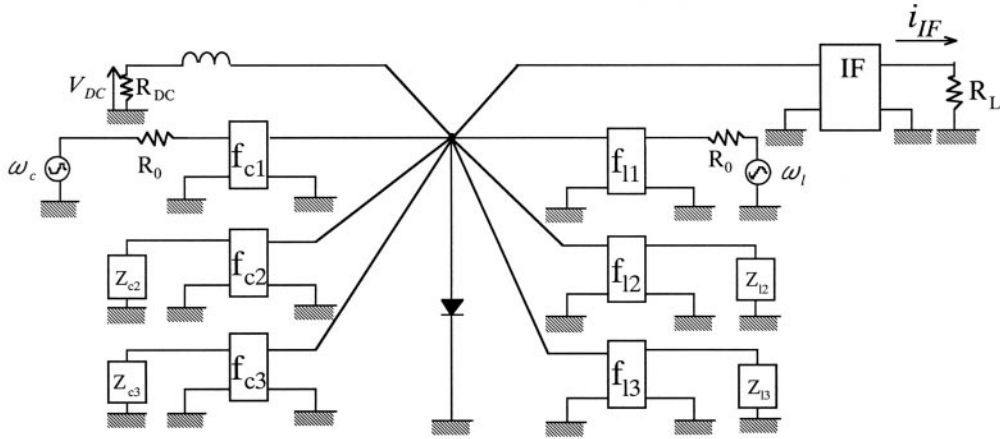 i_IF
IF
V_DC
R_DC
R_L
ω_c
R_0
f_c1
f_l1
R_0
ω_l
Z_c2
f_c2
f_l2
Z_l2
Z_c3
f_c3
f_l3
Z_l3